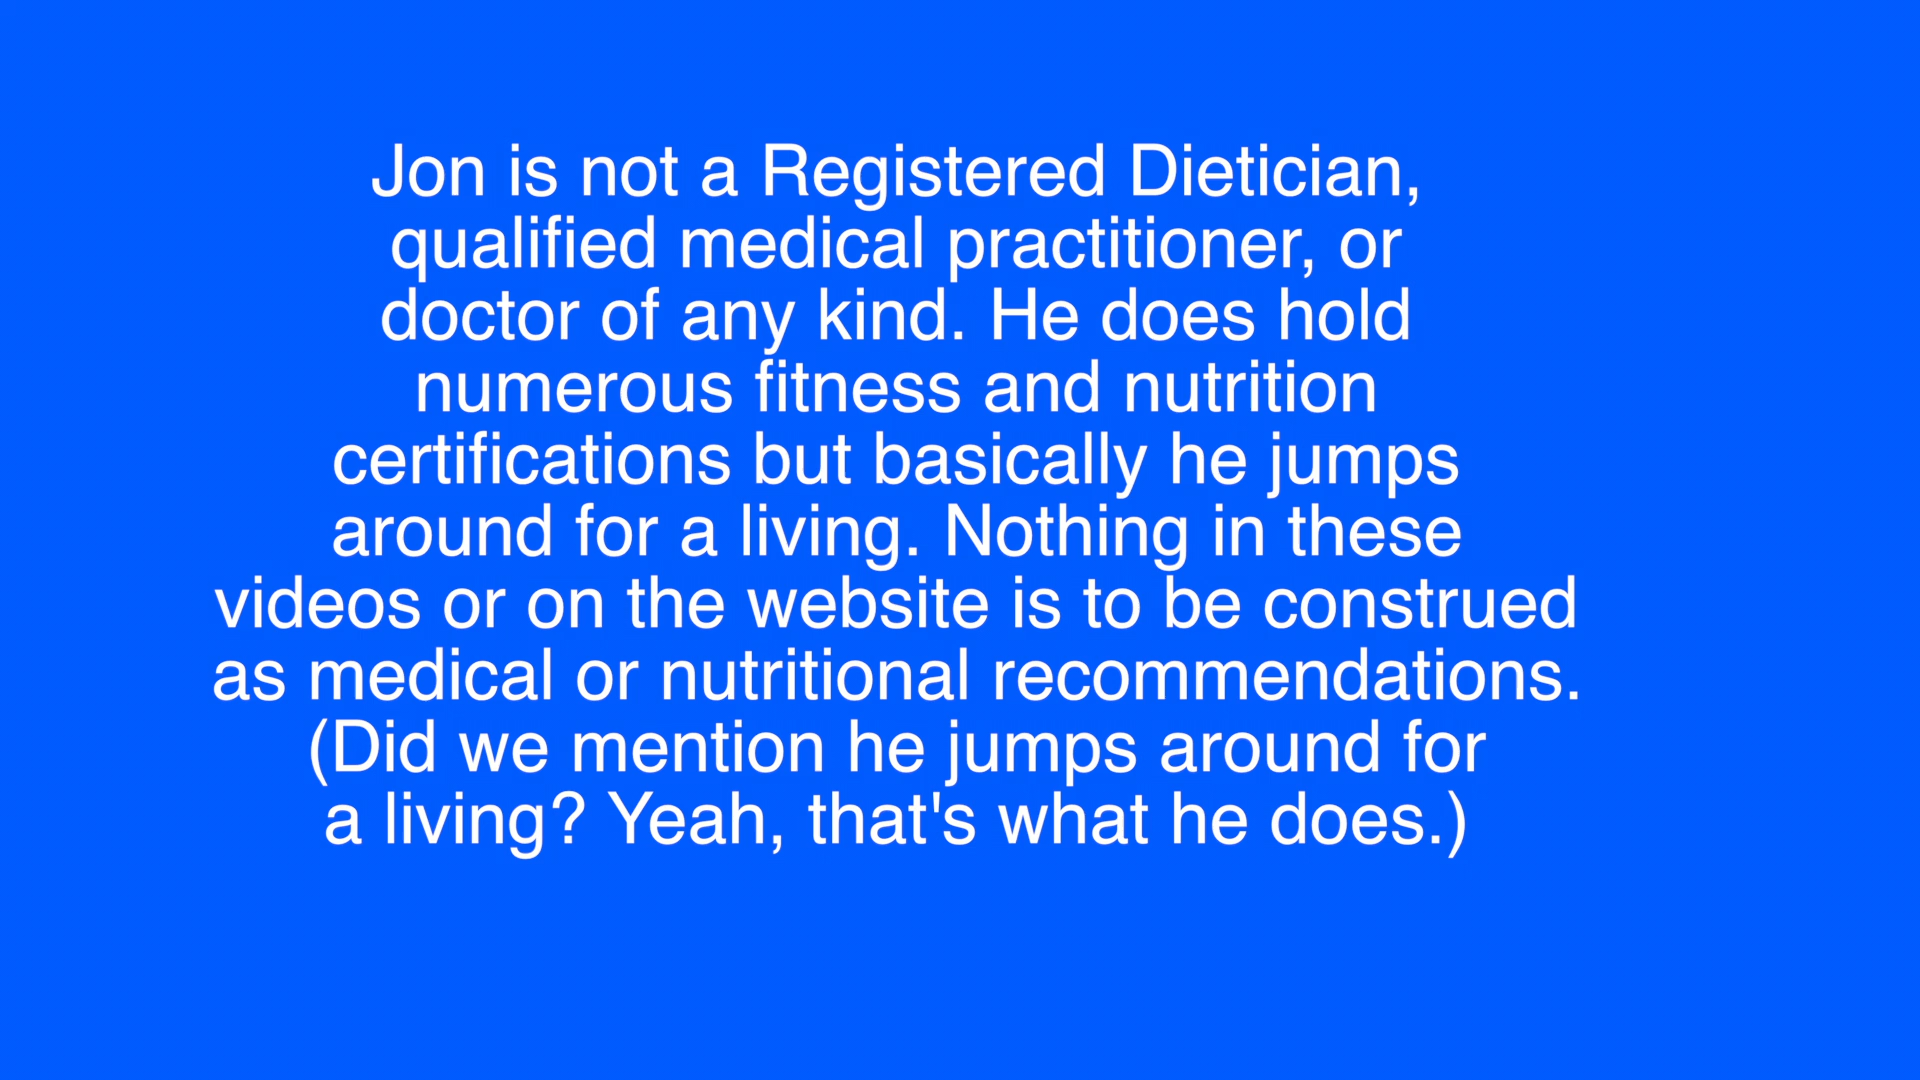 Jon is not a Registered Dietician,
qualified medical practitioner, or
doctor of any kind. He does hold
numerous fitness and nutrition
certifications but basically he jumps
around for a living. Nothing in these
videos or on the website is to be construed
as medical or nutritional recommendations.
(Did we mention he jumps around for
a living? Yeah, that's what he does.)